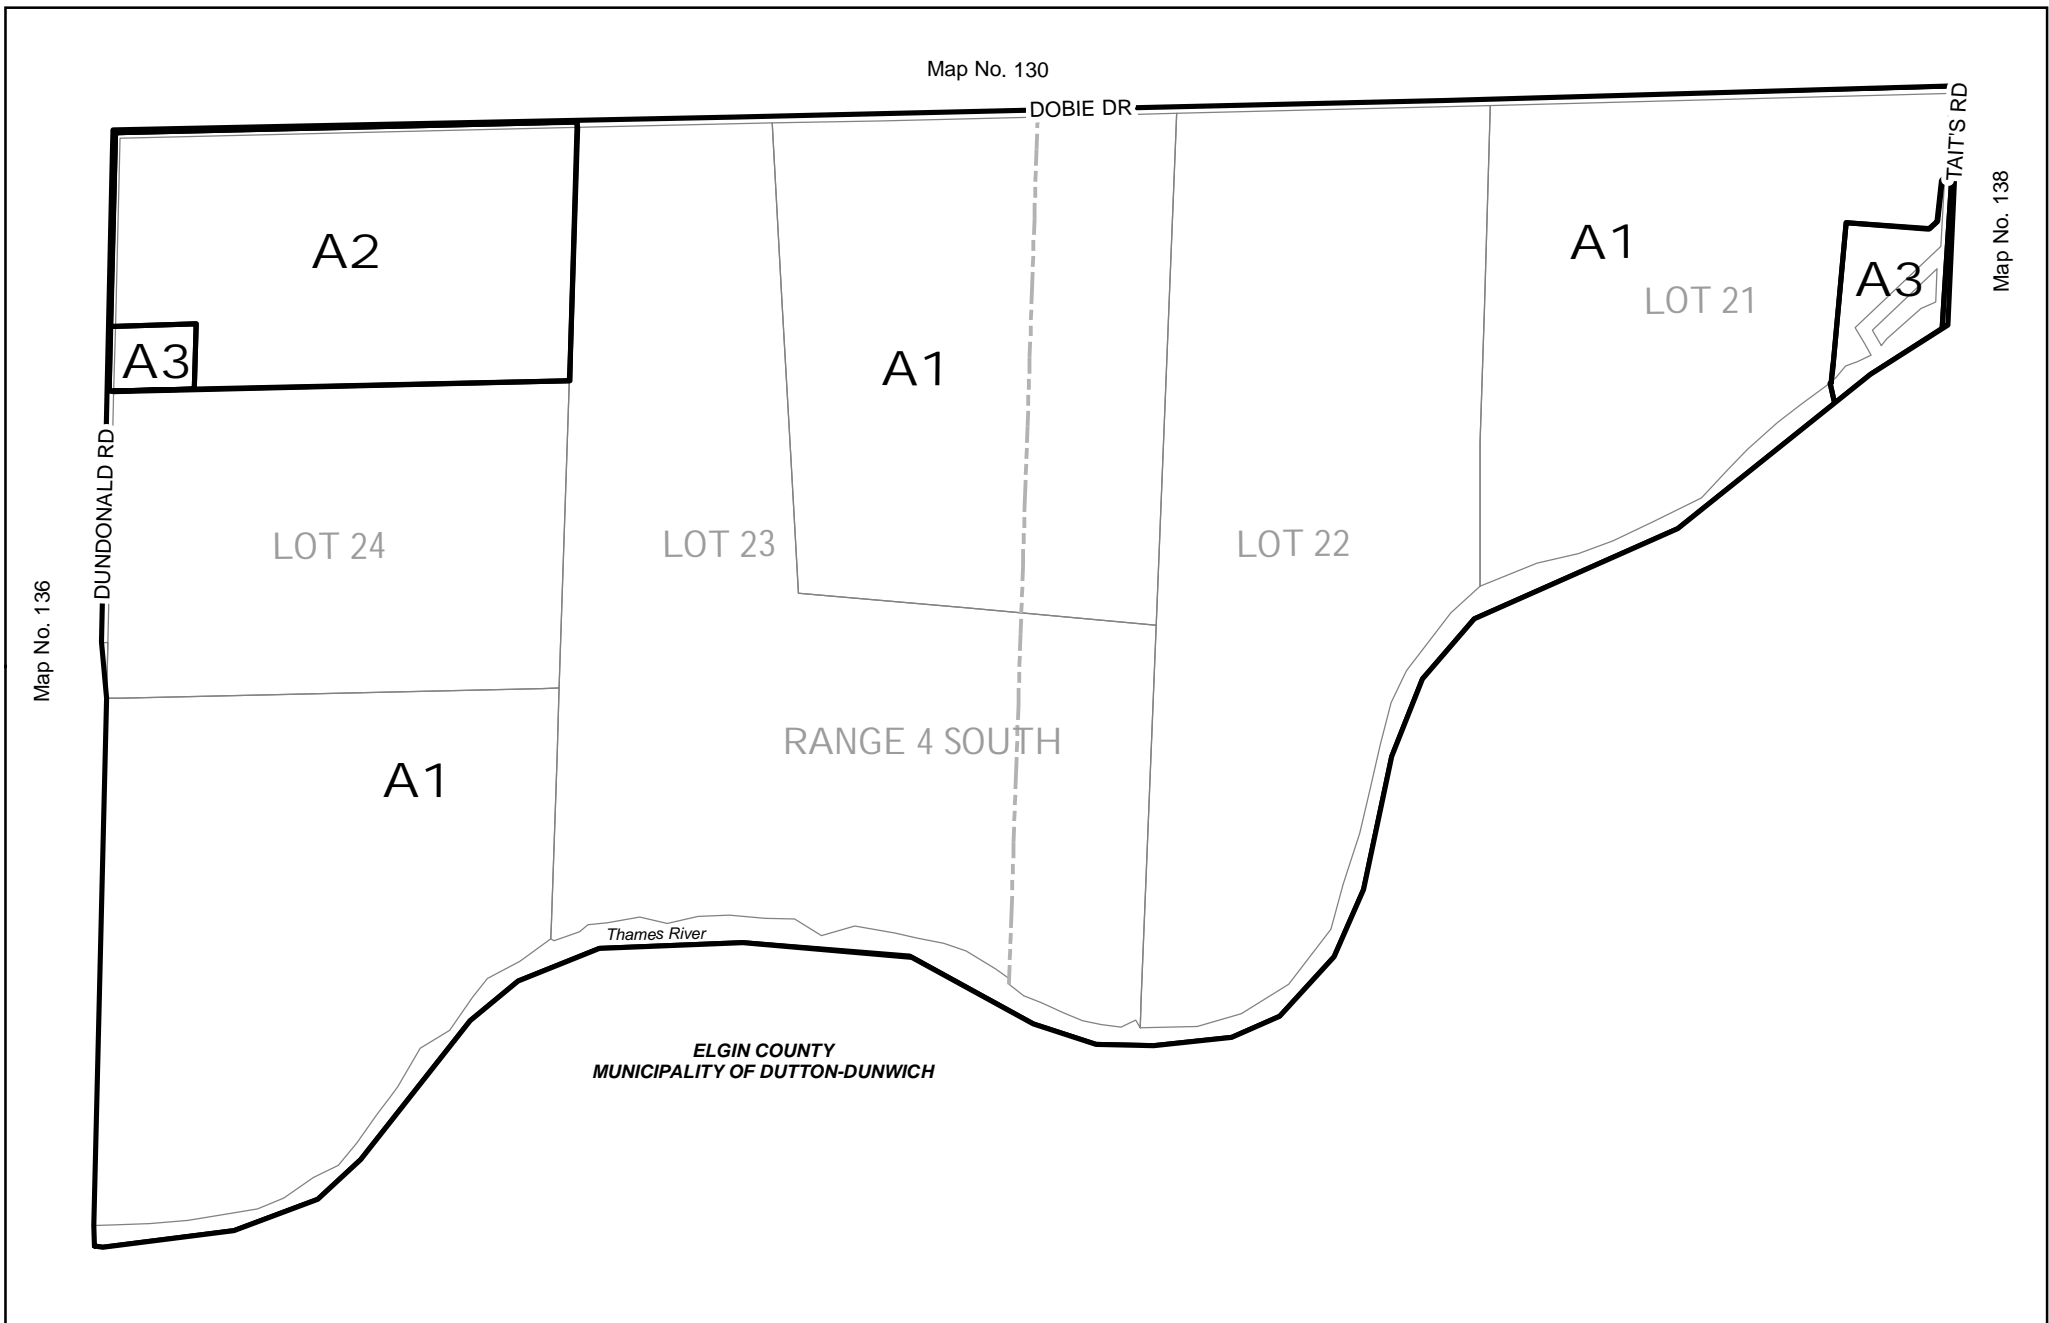 Map No. 130
DOBIE DR
TAIT'S RD
Map No. 138
A2
A1
LOT 21
A3
A3
A1
DUNDONALD RD
LOT 24
LOT 23
LOT 22
Map No. 136
RANGE 4 SOUTH
A1
Thames River
ELGIN COUNTY
MUNICIPALITY OF DUTTON-DUNWICH